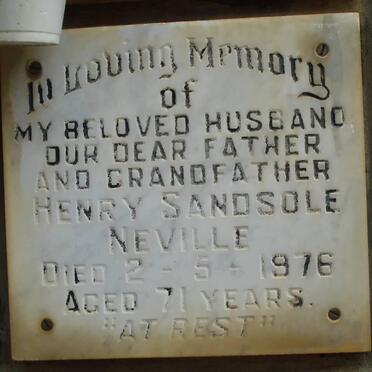 In Loving Memory
of
MY BELOVED HUSBAND
OUR DEAR FATHER
AND GRANDFATHER
HENRY SANDSOLE
NEVILLE
DIED 2 - 5 - 1976
AGED 71 YEARS.
"AT REST"